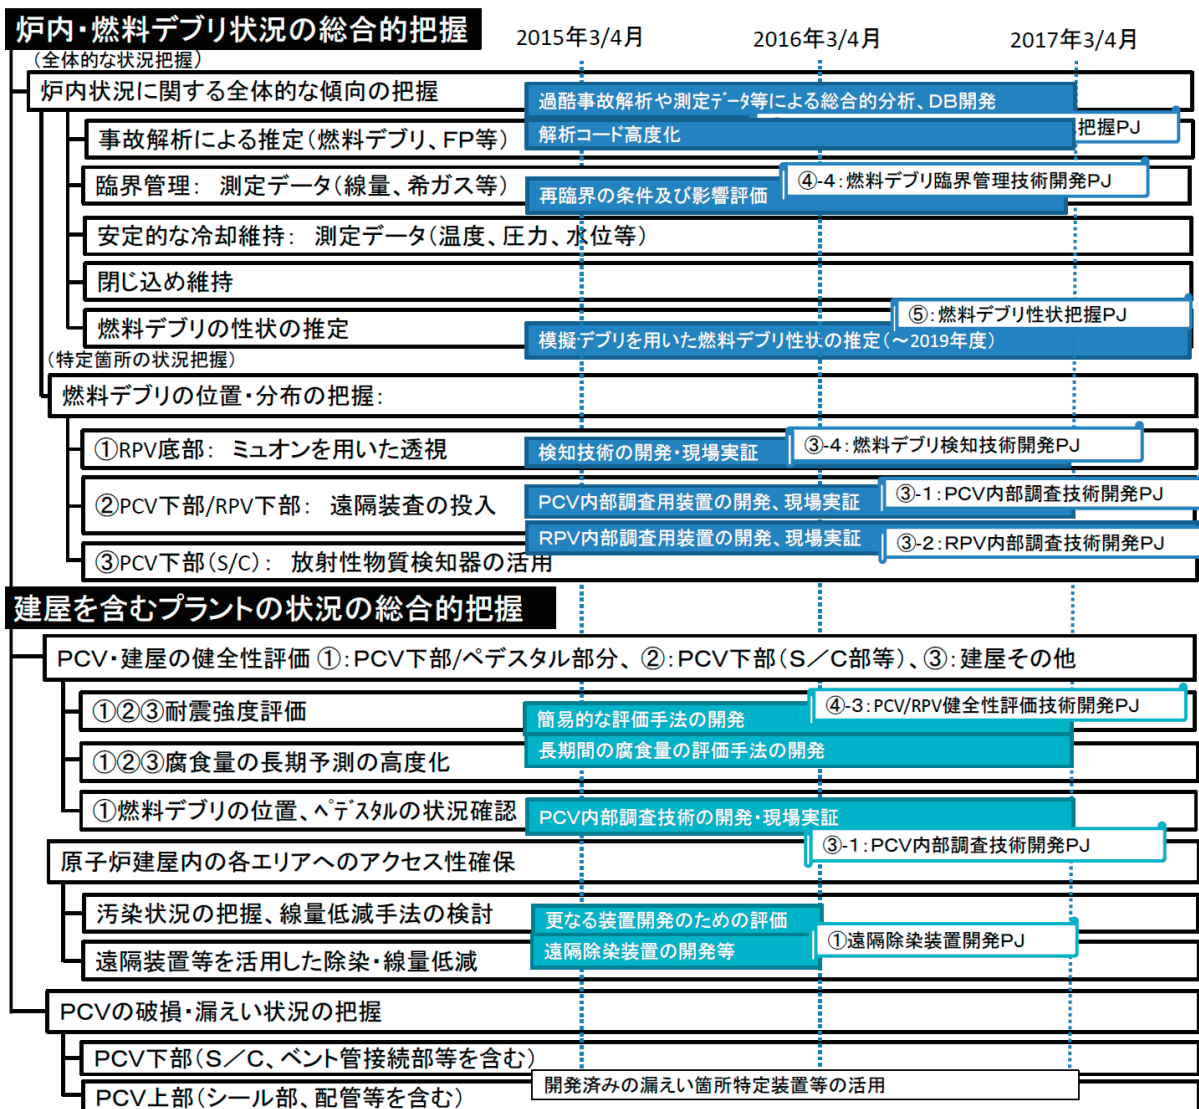 炉内・燃料デブリ状況の総合的把握
2015年3/4月
2016年3/4月
2017年3/4月
(全体的な状況把握)
炉内状況に関する全体的な傾向の把握
過酷事故解析や測定データ等による総合的分析、DB開発
事故解析による推定(燃料デブリ、FP等)
解析コード高度化
把握PJ
臨界管理: 測定データ(線量、希ガス等)
再臨界の条件及び影響評価
④-4:燃料デブリ臨界管理技術開発PJ
安定的な冷却維持: 測定データ(温度、圧力、水位等)
閉じ込め維持
燃料デブリの性状の推定
⑤:燃料デブリ性状把握PJ
模擬デブリを用いた燃料デブリ性状の推定(～2019年度)
(特定箇所の状況把握)
燃料デブリの位置・分布の把握:
①RPV底部: ミュオンを用いた透視
検知技術の開発・現場実証
③-4:燃料デブリ検知技術開発PJ
②PCV下部/RPV下部: 遠隔装査の投入
PCV内部調査用装置の開発、現場実証
③-1:PCV内部調査技術開発PJ
RPV内部調査用装置の開発、現場実証
③-2:RPV内部調査技術開発PJ
③PCV下部(S/C): 放射性物質検知器の活用
建屋を含むプラントの状況の総合的把握
PCV・建屋の健全性評価 ①:PCV下部/ペデスタル部分、②:PCV下部(S／C部等)、③:建屋その他
①②③耐震強度評価
簡易的な評価手法の開発
④-3:PCV/RPV健全性評価技術開発PJ
①②③腐食量の長期予測の高度化
長期間の腐食量の評価手法の開発
①燃料デブリの位置、ペデスタルの状況確認
PCV内部調査技術の開発・現場実証
③-1:PCV内部調査技術開発PJ
原子炉建屋内の各エリアへのアクセス性確保
汚染状況の把握、線量低減手法の検討
更なる装置開発のための評価
遠隔装置等を活用した除染・線量低減
遠隔除染装置の開発等
①遠隔除染装置開発PJ
PCVの破損・漏えい状況の把握
PCV下部(S／C、ベント管接続部等を含む)
PCV上部(シール部、配管等を含む)
開発済みの漏えい箇所特定装置等の活用